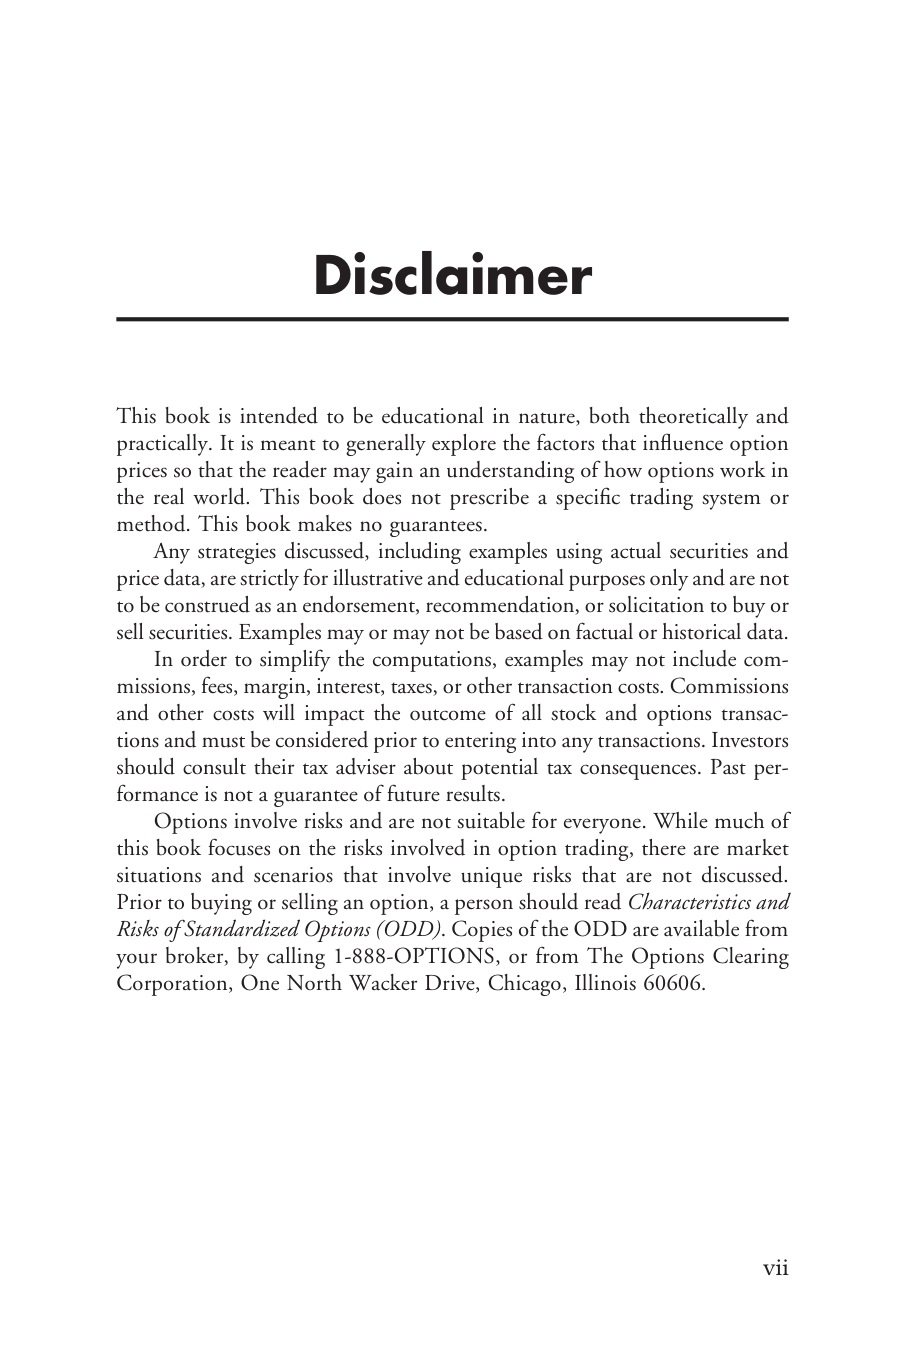 Disclaimer
This book is intended to be educational in nature, both theoretically and
practically. It is meant to generally explore the factors that influence option
prices so that the reader may gain an understanding of how options work in
the real world. This book does not prescribe a specific trading system or
method. This book makes no guarantees.
Any strategies discussed, including examples using actual securities and
price data, are strictly for illustrative and educational purposes only and are not
to be construed as an endorsement, recommendation, or solicitation to buy or
sell securities. Examples may or may not be based on factual or historical data.
In order to simplify the computations, examples may not include com-
missions, fees, margin, interest, taxes, or other transaction costs. Commissions
and other costs will impact the outcome of all stock and options transac-
tions and must be considered prior to entering into any transactions. Investors
should consult their tax adviser about potential tax consequences. Past per-
formance is not a guarantee of future results.
Options involve risks and are not suitable for everyone. While much of
this book focuses on the risks involved in option trading, there are market
situations and scenarios that involve unique risks that are not discussed.
Prior to buying or selling an option, a person should read Characteristics and
Risks of Standardized Options (ODD). Copies of the ODD are available from
your broker, by calling 1-888-OPTIONS, or from The Options Clearing
Corporation, One North Wacker Drive, Chicago, Illinois 60606.
vii